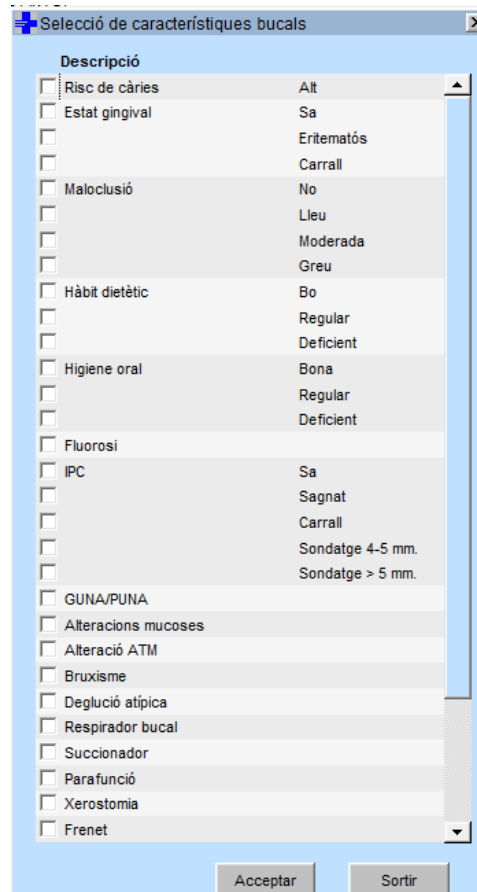 Selecció de característiques bucals
Descripció
Risc de càries Alt
Estat gingival Sa
Eritematós
Carrall
Maloclusió No
Lleu
Moderada
Greu
Hàbit dietètic Bo
Regular
Deficient
Higiene oral Bona
Regular
Deficient
Fluorosi
IPC Sa
Sagnat
Carrall
Sondatge 4-5 mm.
Sondatge > 5 mm.
GUNA/PUNA
Alteracions mucoses
Alteració ATM
Bruxisme
Deglució atípica
Respirador bucal
Succionador
Parafunció
Xerostomia
Frenet
Acceptar Sortir